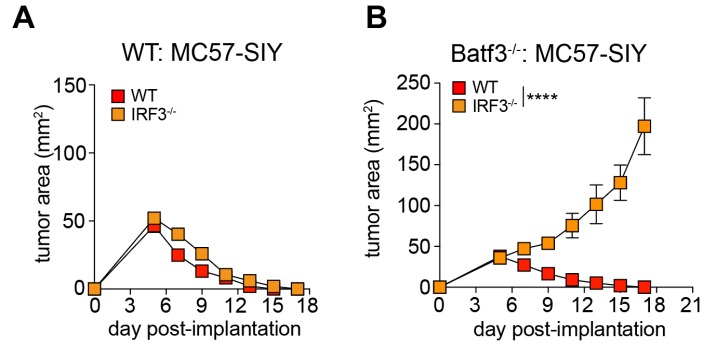 A
WT: MC57-SIY
150
100
50
0
tumor area (mm²)
WT
IRF3-/-
0 3 6 9 12 15 18
day post-implantation
B
Batf3-/-: MC57-SIY
250
200
150
100
50
0
tumor area (mm²)
WT
IRF3-/-
****
0 3 6 9 12 15 18 21
day post-implantation